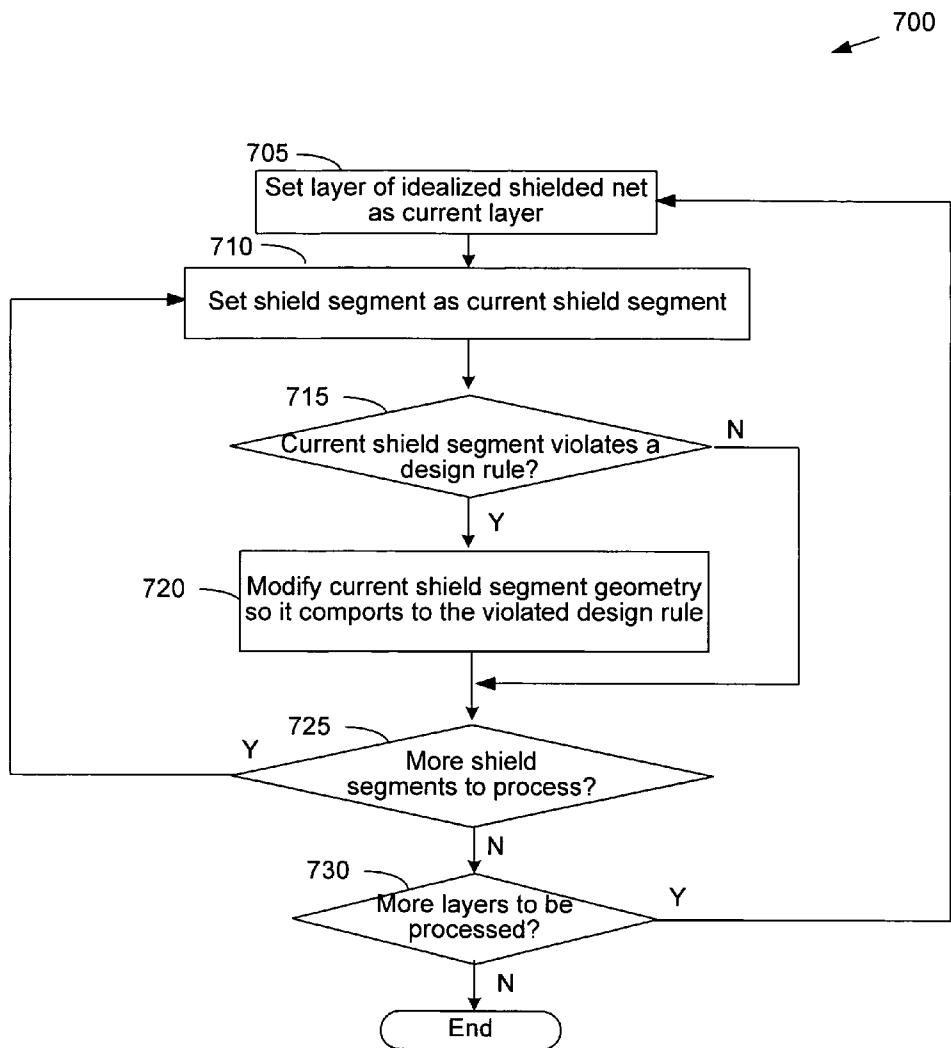 700
705
Set layer of idealized shielded net
as current layer
710
Set shield segment as current shield segment
715
Current shield segment violates a
design rule?
N
Y
720
Modify current shield segment geometry
so it comports to the violated design rule
725
Y
More shield
segments to process?
N
730
More layers to be
processed?
Y
N
End